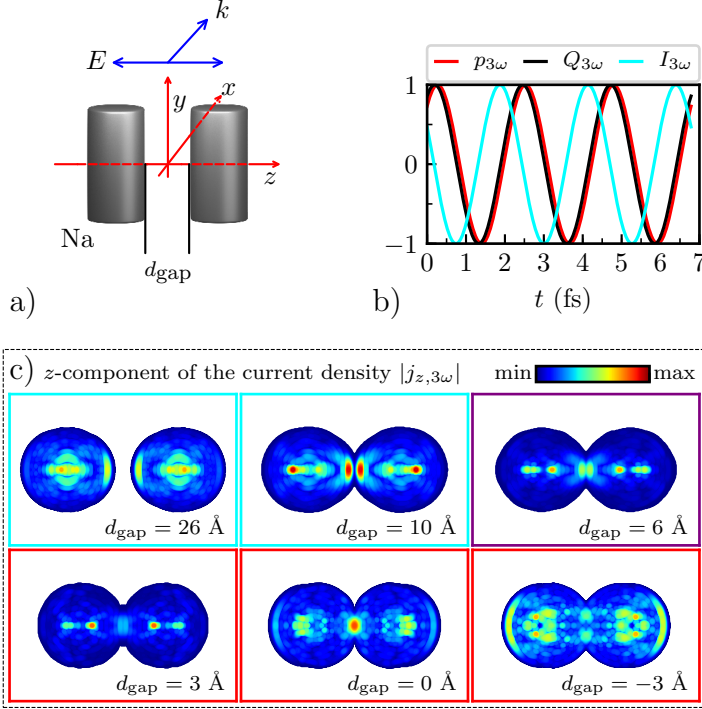 k
E
y
x
z
Na
d_gap
a)
p_3ω Q_3ω I_3ω
1
0
−1
0 1 2 3 4 5 6 7
t (fs)
b)
c) z-component of the current density |j_z,3ω|
min max
d_gap = 26 Å
d_gap = 10 Å
d_gap = 6 Å
d_gap = 3 Å
d_gap = 0 Å
d_gap = −3 Å